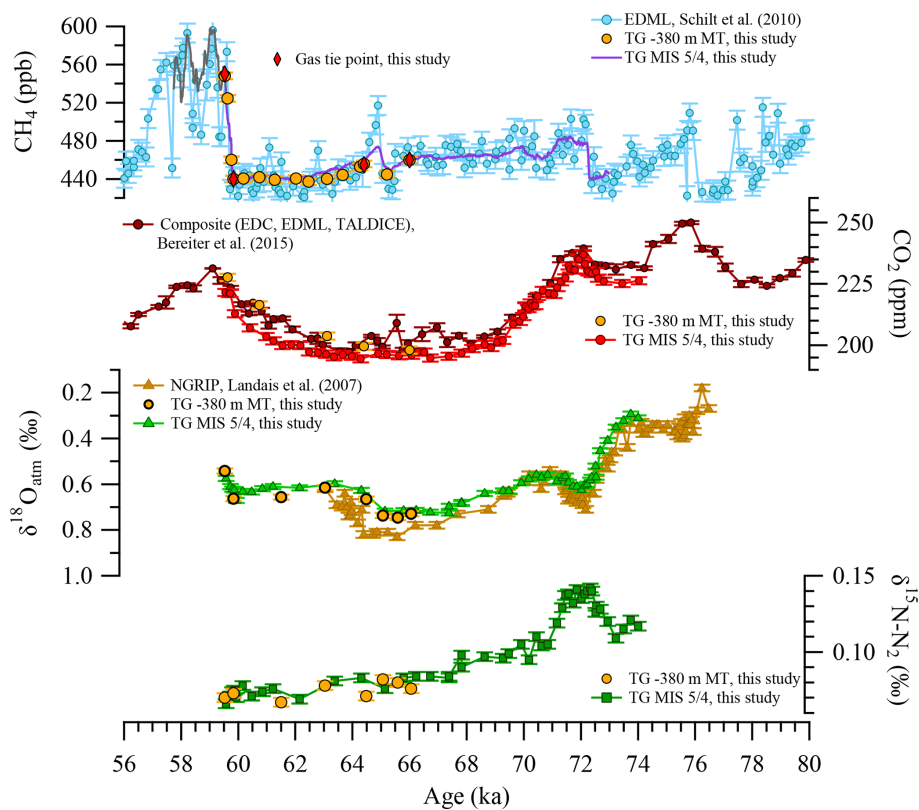 600
560
520
480
440
CH₄ (ppb)
Gas tie point, this study
EDML, Schilt et al. (2010)
TG -380 m MT, this study
TG MIS 5/4, this study
Composite (EDC, EDML, TALDICE),
Bereiter et al. (2015)
250
225
200
CO₂ (ppm)
TG -380 m MT, this study
TG MIS 5/4, this study
NGRIP, Landais et al. (2007)
TG -380 m MT, this study
TG MIS 5/4, this study
0.2
0.4
0.6
0.8
1.0
δ¹⁸Oatm (‰)
0.15
0.10
δ¹⁵N-N₂ (‰)
TG -380 m MT, this study
TG MIS 5/4, this study
56 58 60 62 64 66 68 70 72 74 76 78 80
Age (ka)